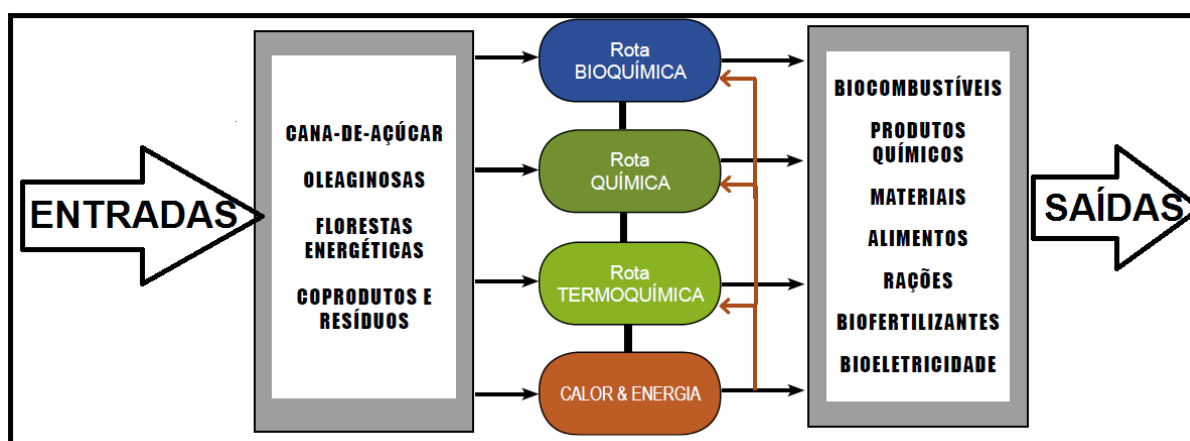 ENTRADAS
CANA-DE-AÇÚCAR
OLEAGINOSAS
FLORESTAS
ENERGÉTICAS
COPRODUTOS E
RESÍDUOS
Rota
BIOQUÍMICA
Rota
QUÍMICA
Rota
TERMOQUÍMICA
CALOR & ENERGIA
BIOCOMBUSTÍVEIS
PRODUTOS
QUÍMICOS
MATERIAIS
ALIMENTOS
RAÇÕES
BIOFERTILIZANTES
BIOELETRICIDADE
SAÍDAS